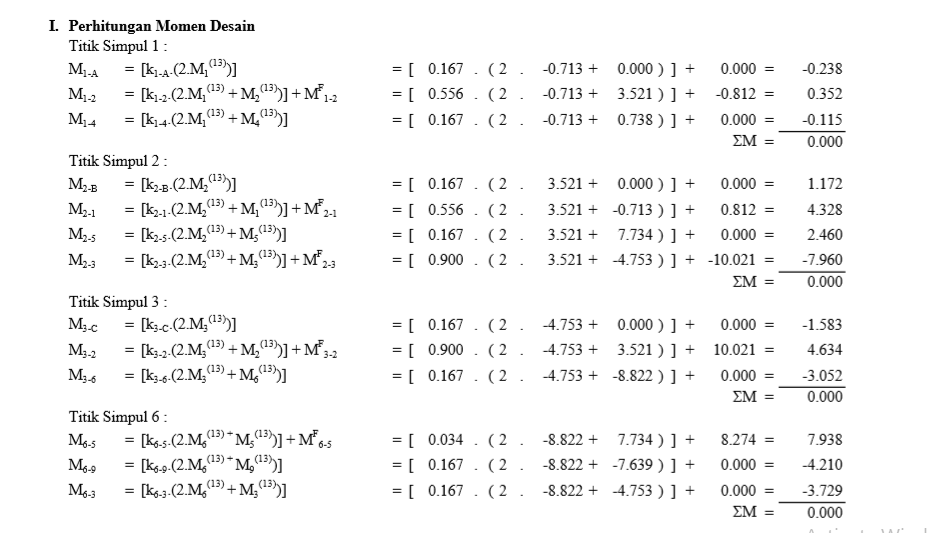 I. Perhitungan Momen Desain
Titik Simpul 1 :
M1-A = [k1-A.(2.M1(13))] = [ 0.167 . ( 2 . -0.713 + 0.000 ) ] + 0.000 = -0.238
M1-2 = [k1-2.(2.M1(13) + M2(13))] + MF1-2 = [ 0.556 . ( 2 . -0.713 + 3.521 ) ] + -0.812 = 0.352
M1-4 = [k1-4.(2.M1(13) + M4(13))] = [ 0.167 . ( 2 . -0.713 + 0.738 ) ] + 0.000 = -0.115
ΣM = 0.000
Titik Simpul 2 :
M2-B = [k2-B.(2.M2(13))] = [ 0.167 . ( 2 . 3.521 + 0.000 ) ] + 0.000 = 1.172
M2-1 = [k2-1.(2.M2(13) + M1(13))] + MF2-1 = [ 0.556 . ( 2 . 3.521 + -0.713 ) ] + 0.812 = 4.328
M2-5 = [k2-5.(2.M2(13) + M5(13))] = [ 0.167 . ( 2 . 3.521 + 7.734 ) ] + 0.000 = 2.460
M2-3 = [k2-3.(2.M2(13) + M3(13))] + MF2-3 = [ 0.900 . ( 2 . 3.521 + -4.753 ) ] + -10.021 = -7.960
ΣM = 0.000
Titik Simpul 3 :
M3-C = [k3-C.(2.M3(13))] = [ 0.167 . ( 2 . -4.753 + 0.000 ) ] + 0.000 = -1.583
M3-2 = [k3-2.(2.M3(13) + M2(13))] + MF3-2 = [ 0.900 . ( 2 . -4.753 + 3.521 ) ] + 10.021 = 4.634
M3-6 = [k3-6.(2.M3(13) + M6(13))] = [ 0.167 . ( 2 . -4.753 + -8.822 ) ] + 0.000 = -3.052
ΣM = 0.000
Titik Simpul 6 :
M6-5 = [k6-5.(2.M6(13) + M5(13))] + MF6-5 = [ 0.034 . ( 2 . -8.822 + 7.734 ) ] + 8.274 = 7.938
M6-9 = [k6-9.(2.M6(13) + M9(13))] = [ 0.167 . ( 2 . -8.822 + -7.639 ) ] + 0.000 = -4.210
M6-3 = [k6-3.(2.M6(13) + M3(13))] = [ 0.167 . ( 2 . -8.822 + -4.753 ) ] + 0.000 = -3.729
ΣM = 0.000